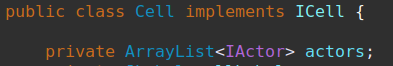 public class Cell implements ICell {
private ArrayList<IActor> actors;